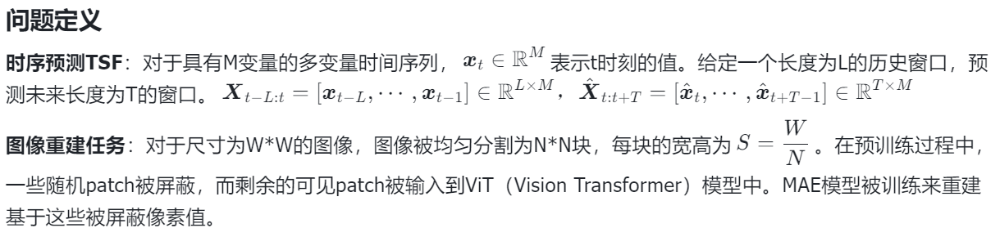 问题定义
时序预测TSF：对于具有M变量的多变量时间序列， $\boldsymbol{x}_t \in \mathbb{R}^M$ 表示t时刻的值。给定一个长度为L的历史窗口，预
测未来长度为T的窗口。 $\boldsymbol{X}_{t-L:t} = [\boldsymbol{x}_{t-L}, \cdots, \boldsymbol{x}_{t-1}] \in \mathbb{R}^{L \times M}$，$\hat{\boldsymbol{X}}_{t:t+T} = [\hat{\boldsymbol{x}}_t, \cdots, \hat{\boldsymbol{x}}_{t+T-1}] \in \mathbb{R}^{T \times M}$
图像重建任务：对于尺寸为W*W的图像，图像被均匀分割为N*N块，每块的宽高为 $S = \frac{W}{N}$ 。在预训练过程中，
一些随机patch被屏蔽，而剩余的可见patch被输入到ViT（Vision Transformer）模型中。MAE模型被训练来重建
基于这些被屏蔽像素值。